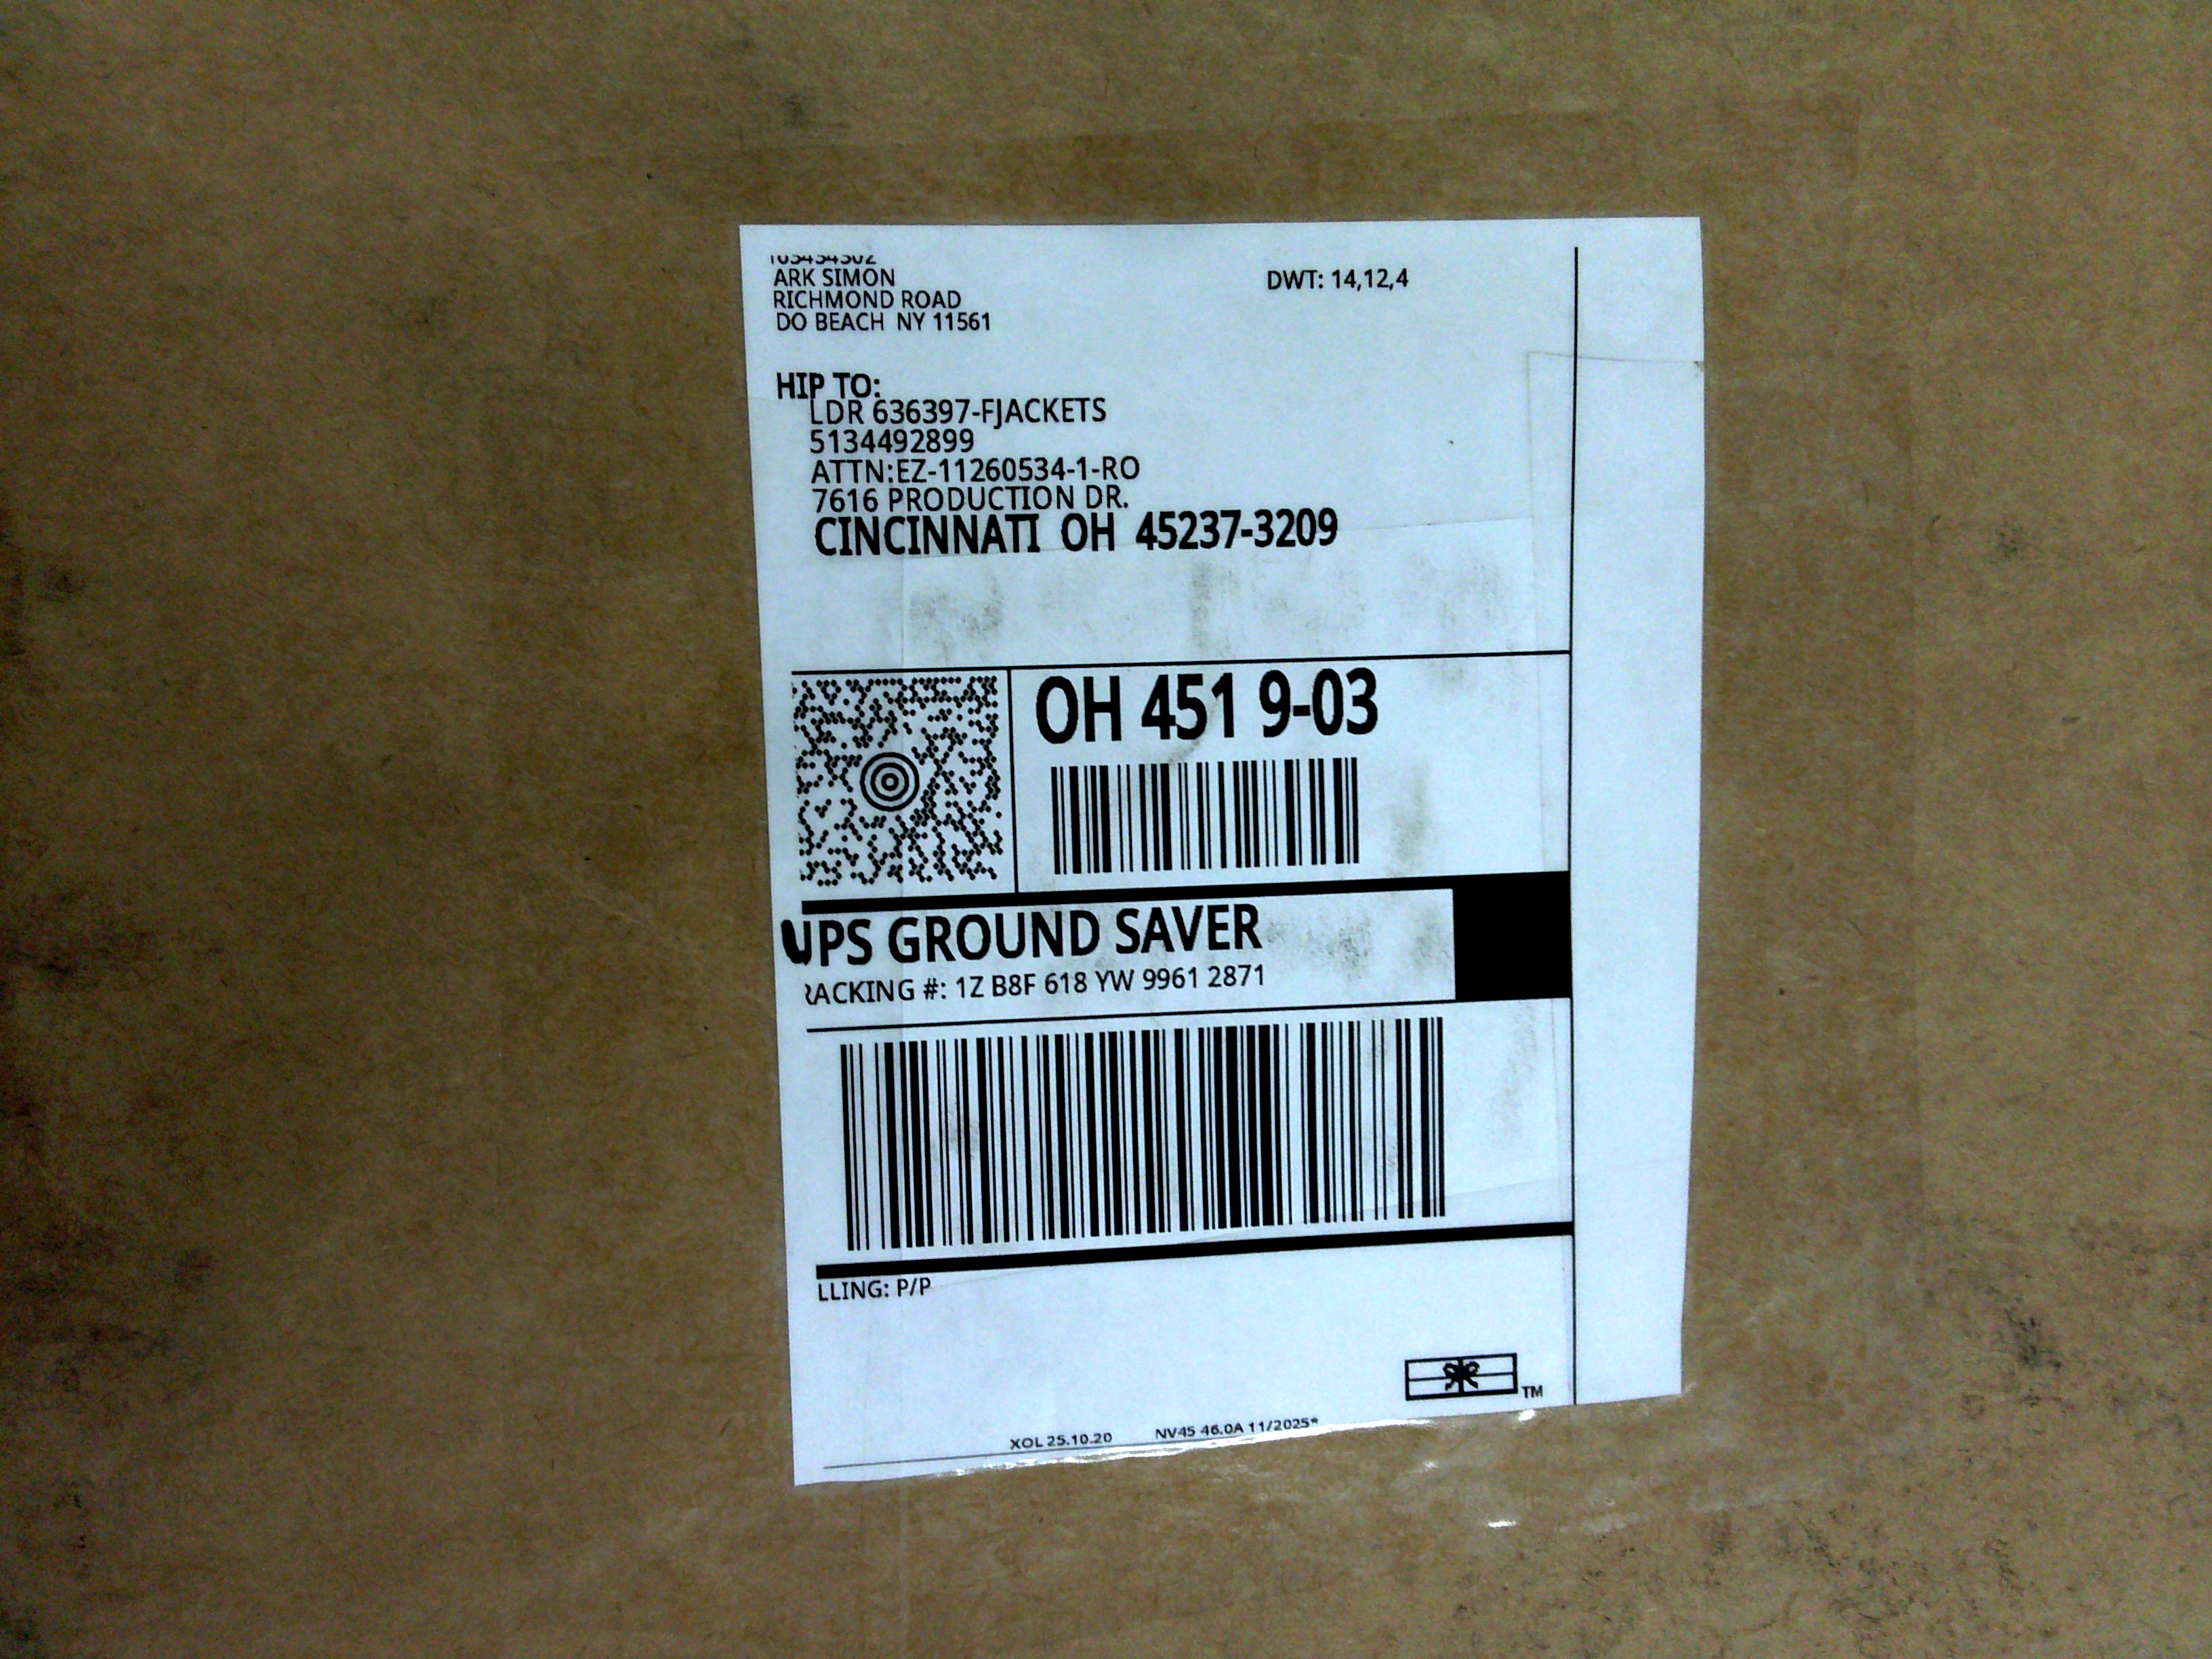 ARK SIMON
RICHMOND ROAD
DO BEACH NY 11561
DWT: 14,12,4
HIP TO:
LDR 636397-FJACKETS
5134492899
ATTN:EZ-11260534-1-RO
7616 PRODUCTION DR.
CINCINNATI OH 45237-3209
OH 451 9-03
UPS GROUND SAVER
RACKING #: 1Z B8F 618 YW 9961 2871
LLING: P/P
TM
XOL 25.10.20 NV45 46.0A 11/2025*